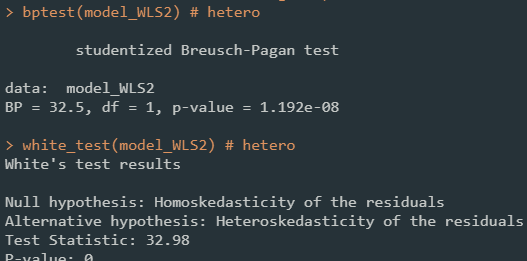 > bptest(model_WLS2) # hetero
studentized Breusch-Pagan test
data: model_WLS2
BP = 32.5, df = 1, p-value = 1.192e-08
> white_test(model_WLS2) # hetero
White's test results
Null hypothesis: Homoskedasticity of the residuals
Alternative hypothesis: Heteroskedasticity of the residuals
Test Statistic: 32.98
P-value: 0